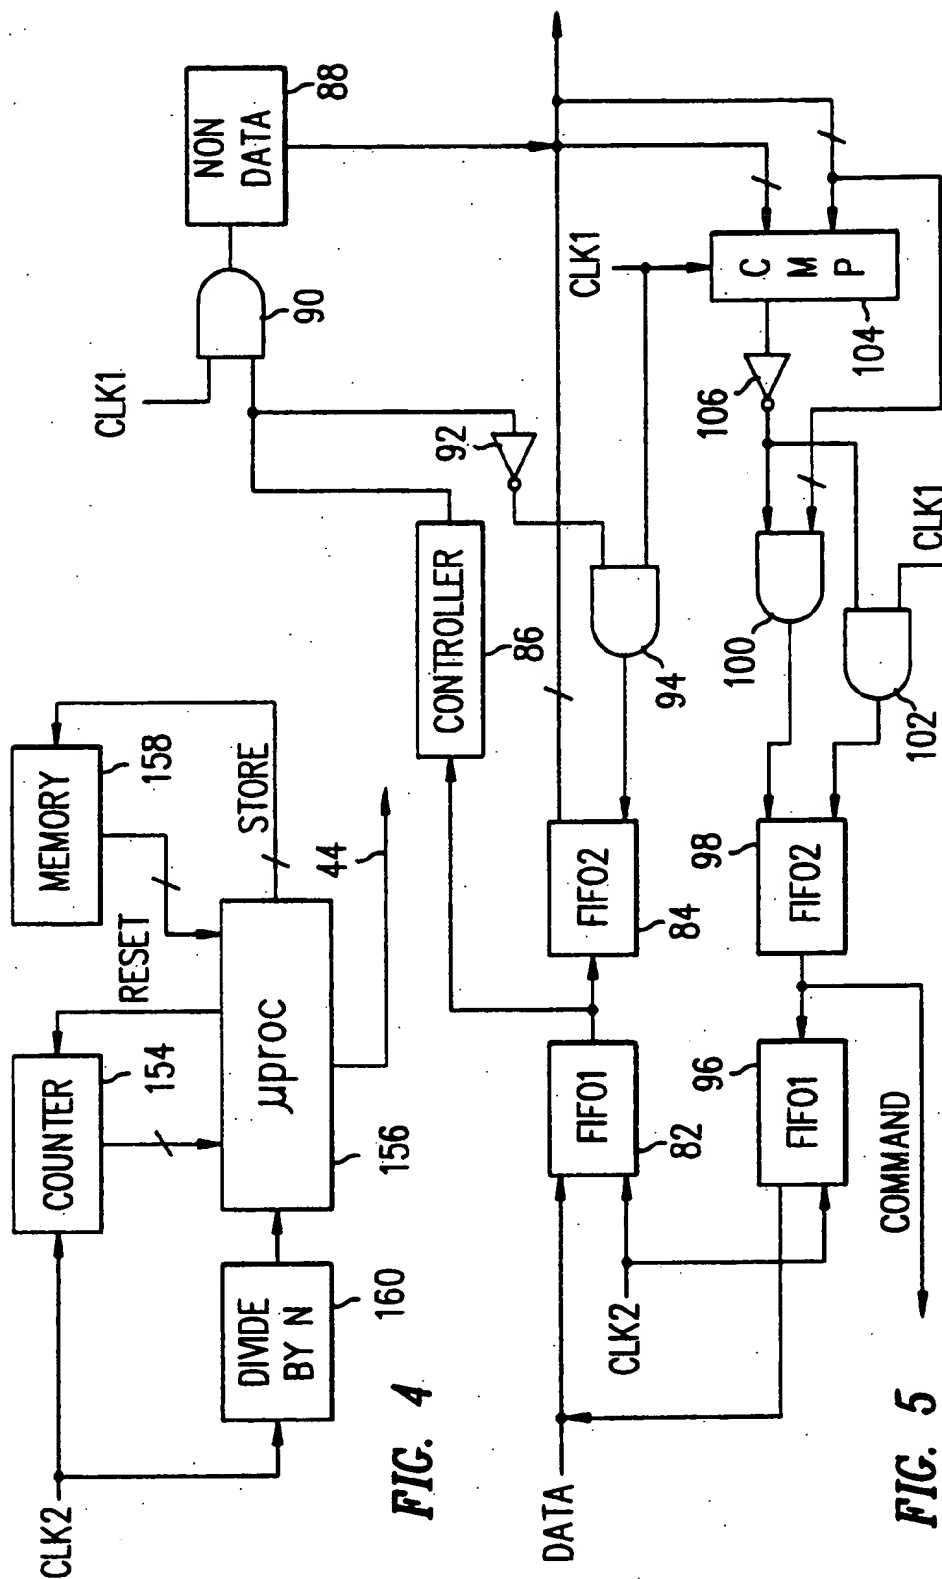 CLK2
COUNTER
154
RESET
MEMORY
158
DIVIDE
BY N
160
μproc
156
STORE
44
FIG. 4
CLK1
90
NON
DATA
88
CONTROLLER
86
92
DATA
FIFO1
82
FIFO2
84
94
CLK1
CLK2
FIFO1
96
FIFO2
98
100
102
106
C
M
P
104
CLK1
COMMAND
FIG. 5